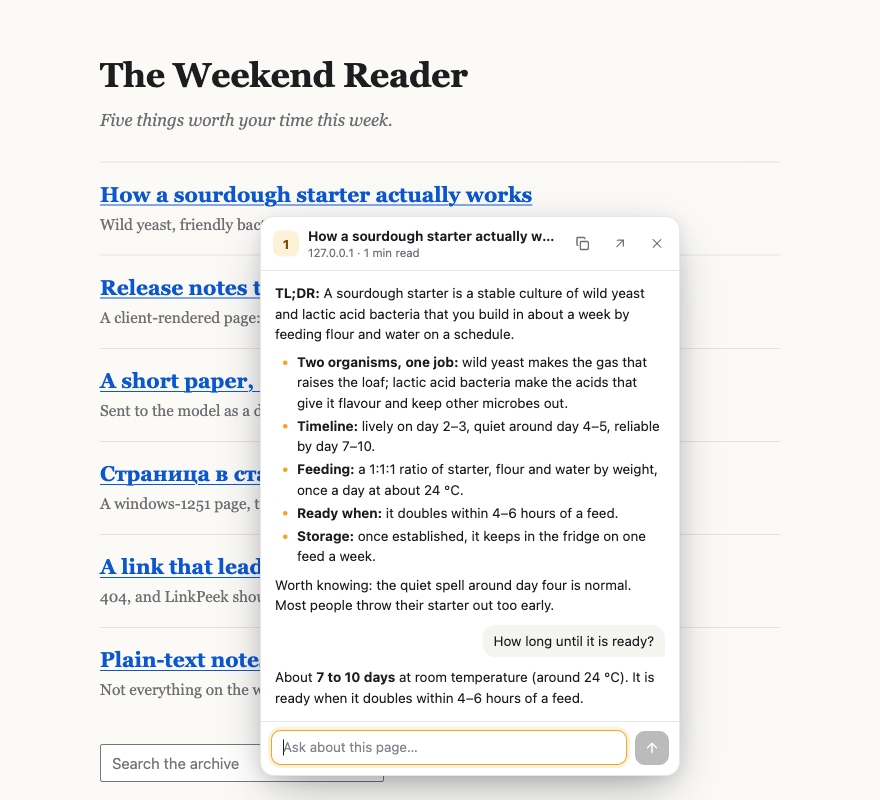 The Weekend Reader
Five things worth your time this week.
How a sourdough starter actually works
Wild yeast, friendly
Release notes
A client-rendered page:
A short paper,
Sent to the model as a
Страница в
A windows-1251 page,
A link that lead
404, and LinkPeek
Plain-text
Not everything on the
Search the archive
1
How a sourdough starter actually w...
127.0.0.1 · 1 min read
TL;DR: A sourdough starter is a stable culture of wild yeast
and lactic acid bacteria that you build in about a week by
feeding flour and water on a schedule.
• Two organisms, one job: wild yeast makes the gas that
raises the loaf; lactic acid bacteria make the acids that
give it flavour and keep other microbes out.
• Timeline: lively on day 2–3, quiet around day 4–5, reliable
by day 7–10.
• Feeding: a 1:1:1 ratio of starter, flour and water by weight,
once a day at about 24 °C.
• Ready when: it doubles within 4–6 hours of a feed.
• Storage: once established, it keeps in the fridge on one
feed a week.
Worth knowing: the quiet spell around day four is normal.
Most people throw their starter out too early.
How long until it is ready?
About 7 to 10 days at room temperature (around 24 °C). It is
ready when it doubles within 4–6 hours of a feed.
Ask about this page...